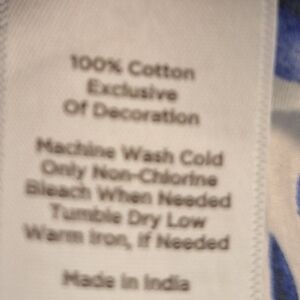 100% Cotton
Exclusive
Of Decoration
Machine Wash Cold
Only Non-Chlorine
Bleach When Needed
Tumble Dry Low
Warm Iron, If Needed
Made In India